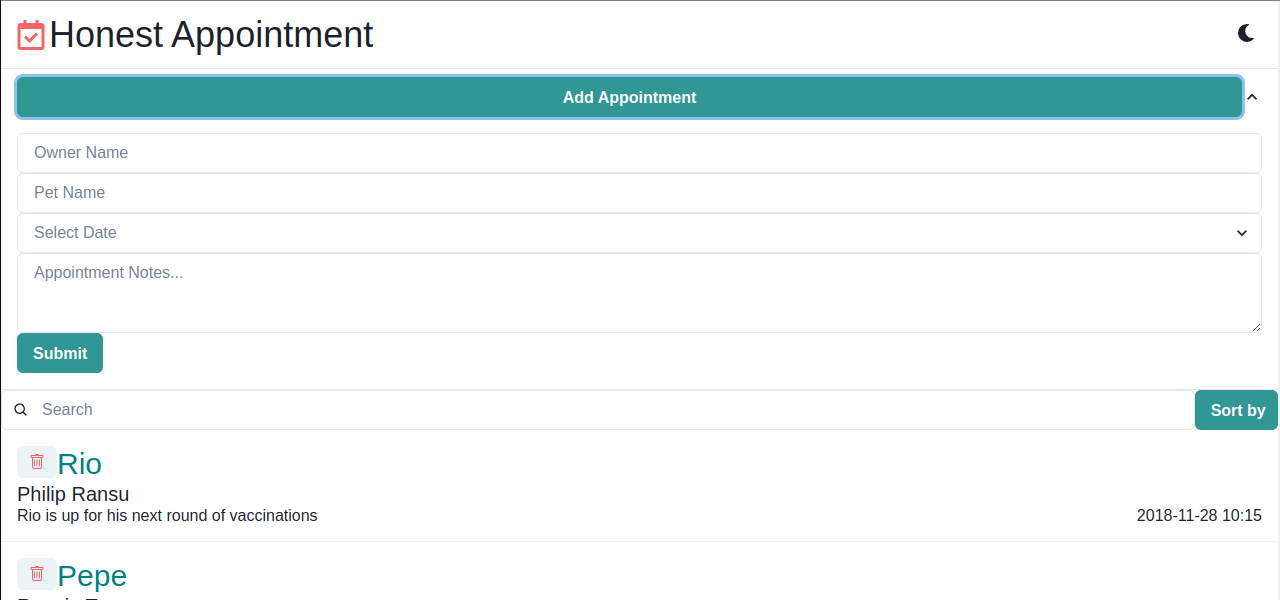 Honest Appointment
Add Appointment
Owner Name
Pet Name
Select Date
Appointment Notes...
Submit
Search
Sort by
Rio
Philip Ransu
Rio is up for his next round of vaccinations
2018-11-28 10:15
Pepe